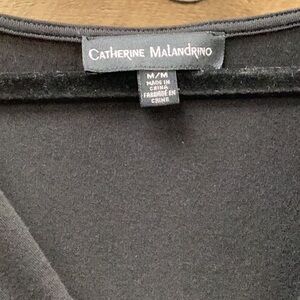 CATHERINE MALANDRINO
M/M
MADE IN
CHINA
FABRIQUÉ EN
CHINE